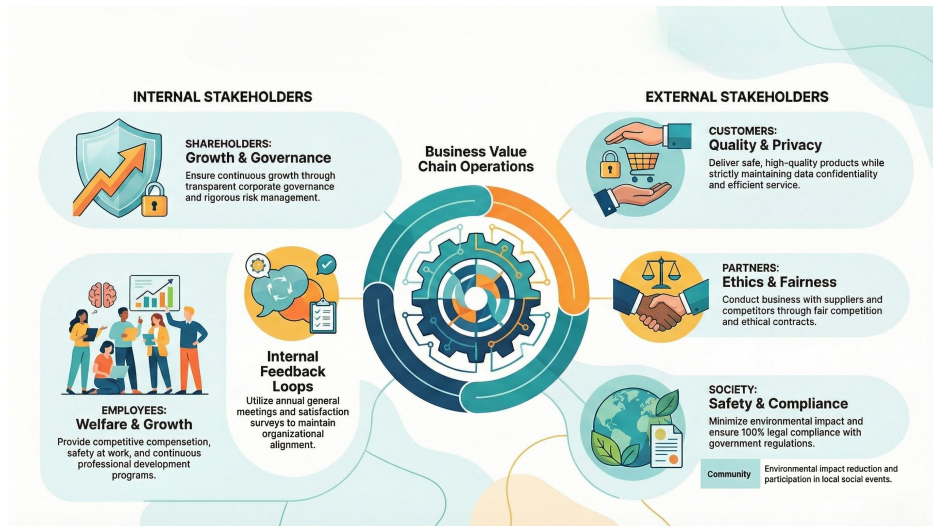 INTERNAL STAKEHOLDERS
SHAREHOLDERS:
Growth & Governance
Ensure continuous growth through
transparent corporate governance
and rigorous risk management.
EMPLOYEES:
Welfare & Growth
Provide competitive compensetion,
safety at work, and continuous
professional development
programs.
Internal
Feedback
Loops
Utilize annual general
meetings and satisfaction
surveys to maintain
organizational
alignment.
Business Value
Chain Operations
EXTERNAL STAKEHOLDERS
CUSTOMERS:
Quality & Privacy
Deliver safe, high-quality products while
strictly maintaining data confidentiality
and efficient service.
PARTNERS:
Ethics & Fairness
Conduct business with suppliers and
competitors through fair competition
and ethical contracts.
SOCIETY:
Safety & Compliance
Minimize environmental impact and
ensure 100% legal compliance with
government regulations.
Community
Environmental impact reduction and
participation in local social events.